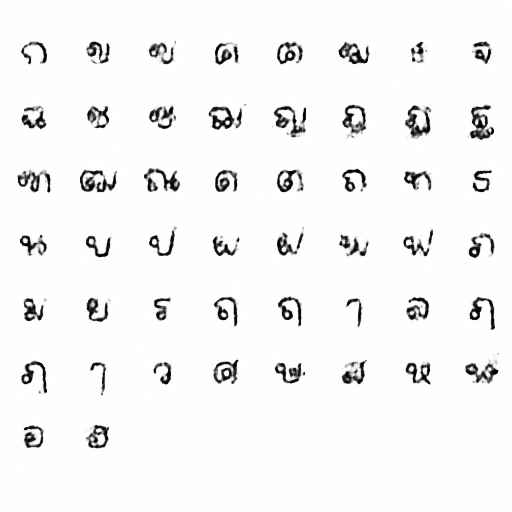 ก ข ฃ ค ฅ ฆ ง จ
ฉ ช ซ ฌ ญ ฎ ฏ ฐ
ฑ ฒ ณ ด ต ถ ท ธ
น บ ป ผ ฝ พ ฟ ภ
ม ย ร ฤ ฤ ๅ ล ฦ
ฦ ๅ ว ศ ษ ส ห ฬ
อ ฮ